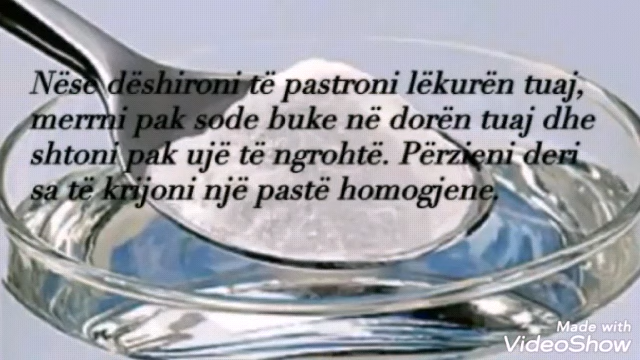 Nëse dëshironi të pastroni lëkurën tuaj,
merrni pak sode buke në dorën tuaj dhe
shtoni pak ujë të ngrohtë. Përzieni deri
sa të krijoni një pastë homogjene.
Made with
VideoShow